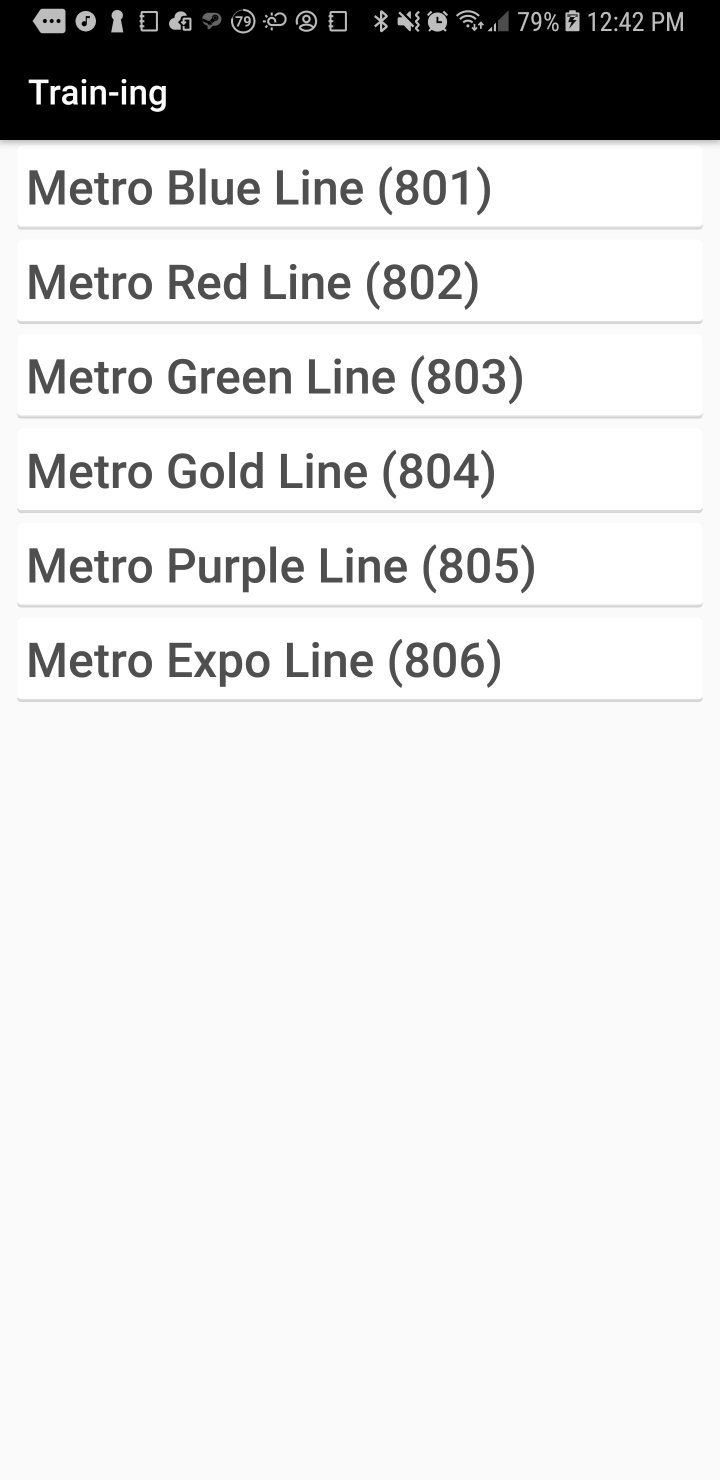 79 79% 12:42 PM
Train-ing
Metro Blue Line (801)
Metro Red Line (802)
Metro Green Line (803)
Metro Gold Line (804)
Metro Purple Line (805)
Metro Expo Line (806)